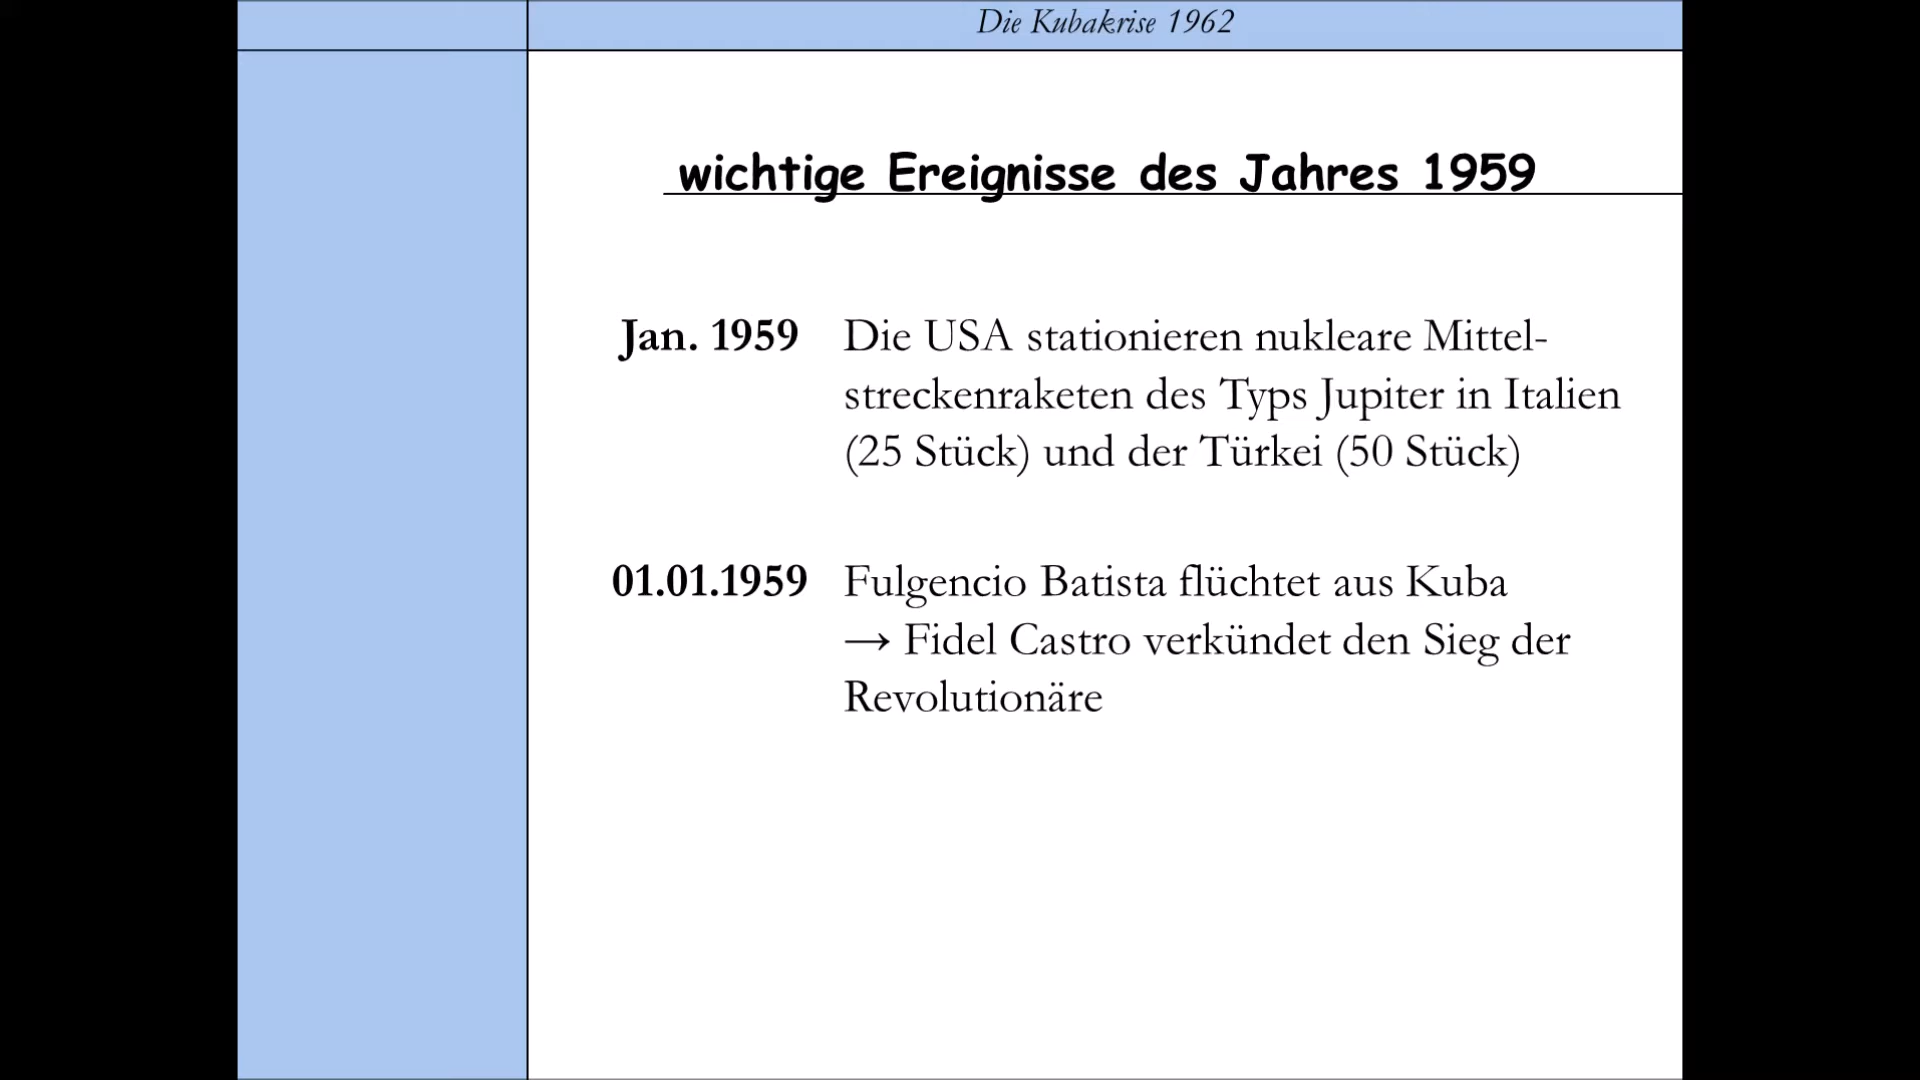 Die Kubakrise 1962
wichtige Ereignisse des Jahres 1959
Jan. 1959 Die USA stationieren nukleare Mittel-
streckenraketen des Typs Jupiter in Italien
(25 Stück) und der Türkei (50 Stück)
01.01.1959 Fulgencio Batista flüchtet aus Kuba
→ Fidel Castro verkündet den Sieg der
Revolutionäre